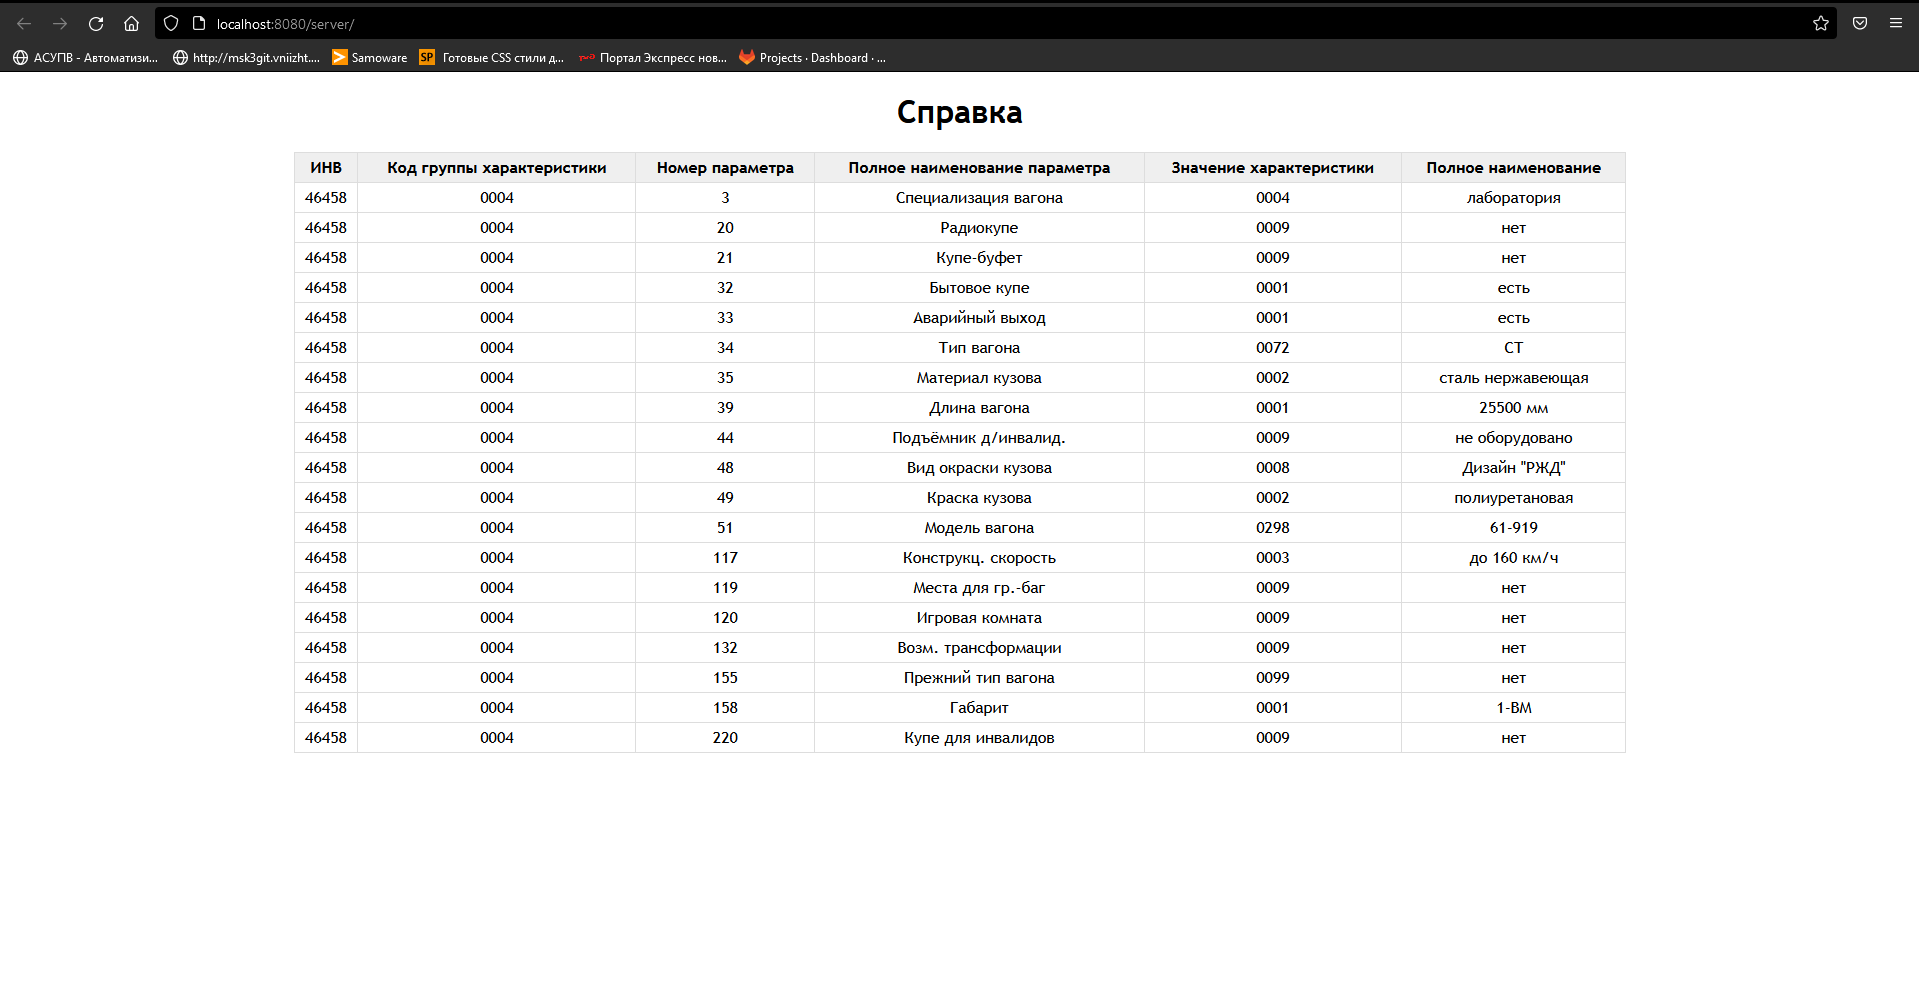 localhost:8080/server/
АСУПВ - Автоматизи... http://msk3git.vniizht.... Samoware SP Готовые CSS стили д... Портал Экспресс нов... Projects · Dashboard · ...
Справка
ИНВ Код группы характеристики Номер параметра Полное наименование параметра Значение характеристики Полное наименование
46458 0004 3 Специализация вагона 0004 лаборатория
46458 0004 20 Радиокупе 0009 нет
46458 0004 21 Купе-буфет 0009 нет
46458 0004 32 Бытовое купе 0001 есть
46458 0004 33 Аварийный выход 0001 есть
46458 0004 34 Тип вагона 0072 СТ
46458 0004 35 Материал кузова 0002 сталь нержавеющая
46458 0004 39 Длина вагона 0001 25500 мм
46458 0004 44 Подъёмник д/инвалид. 0009 не оборудовано
46458 0004 48 Вид окраски кузова 0008 Дизайн "РЖД"
46458 0004 49 Краска кузова 0002 полиуретановая
46458 0004 51 Модель вагона 0298 61-919
46458 0004 117 Конструкц. скорость 0003 до 160 км/ч
46458 0004 119 Места для гр.-баг 0009 нет
46458 0004 120 Игровая комната 0009 нет
46458 0004 132 Возм. трансформации 0009 нет
46458 0004 155 Прежний тип вагона 0099 нет
46458 0004 158 Габарит 0001 1-ВМ
46458 0004 220 Купе для инвалидов 0009 нет